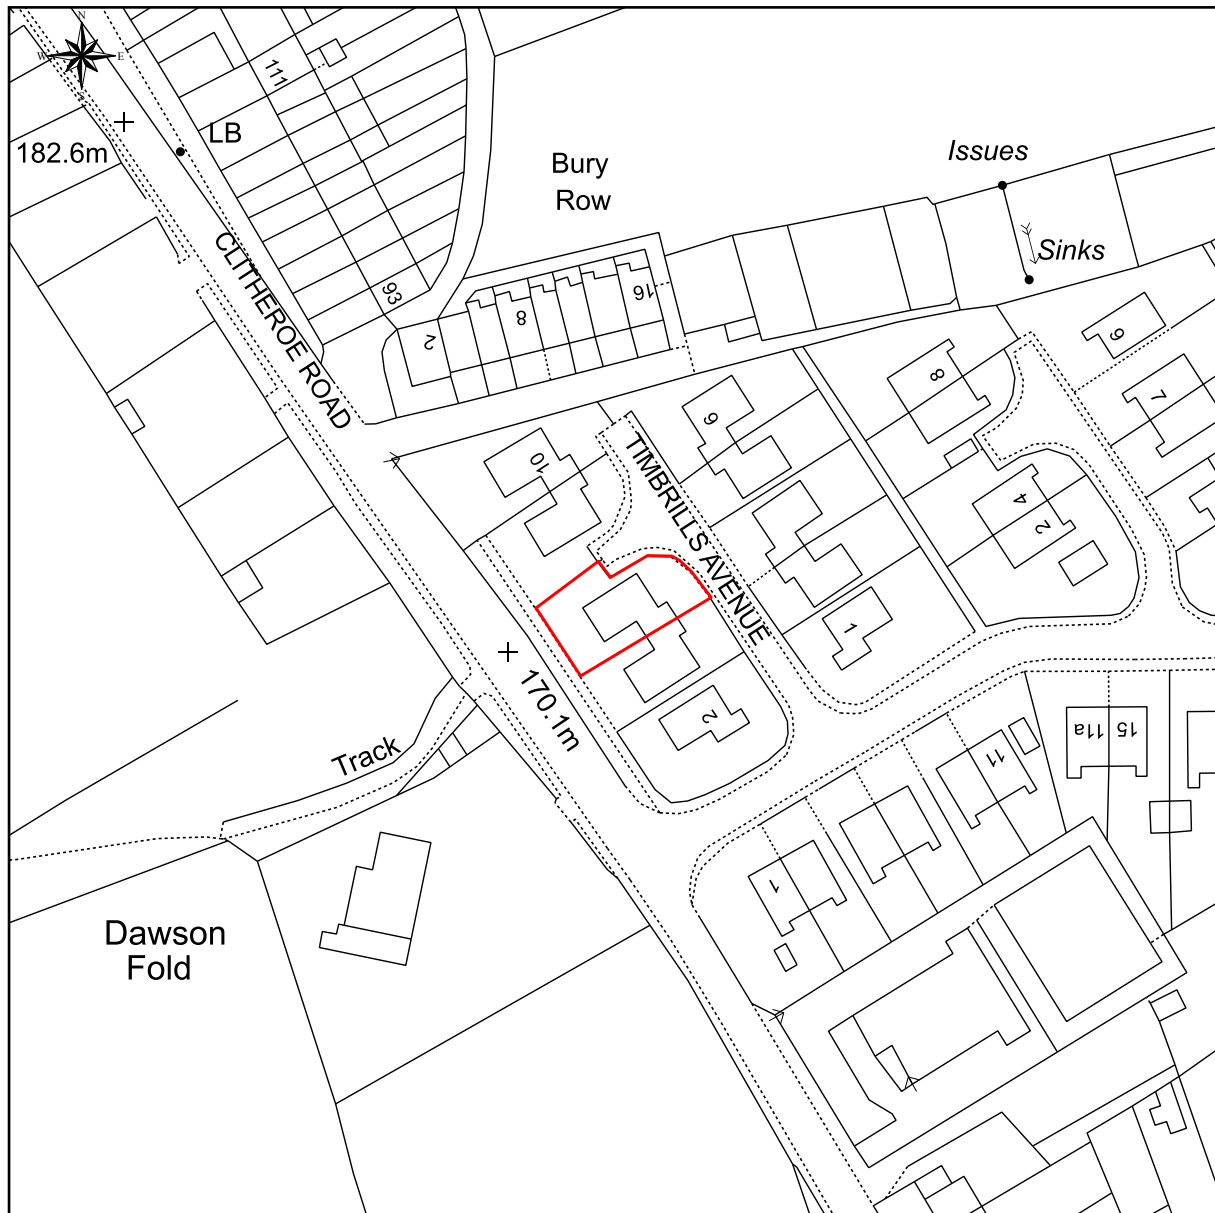 N
W
E
111
LB
182.6m
Bury
Row
Issues
Sinks
CLITHEROE ROAD
93
16
8
2
9
8
7
6
10
TIMBRILLS AVENUE
4
2
1
170.1m
2
Track
11a
15
11
1
Dawson
Fold